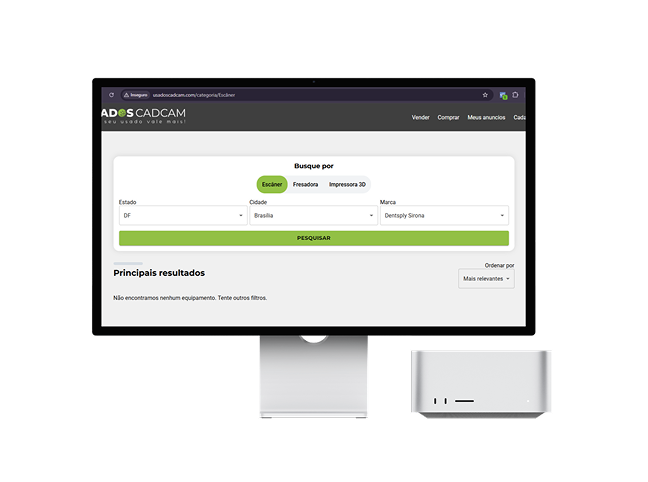 Inseguro usadoscadcam.com/categoria/Escâner
ADOS CADCAM
seu usado vale mais!
Vender Comprar Meus anuncios Cada
Busque por
Escâner Fresadora Impressora 3D
Estado Cidade Marca
DF Brasília Dentsply Sirona
PESQUISAR
Ordenar por
Principais resultados
Mais relevantes
Não encontramos nenhum equipamento. Tente outros filtros.